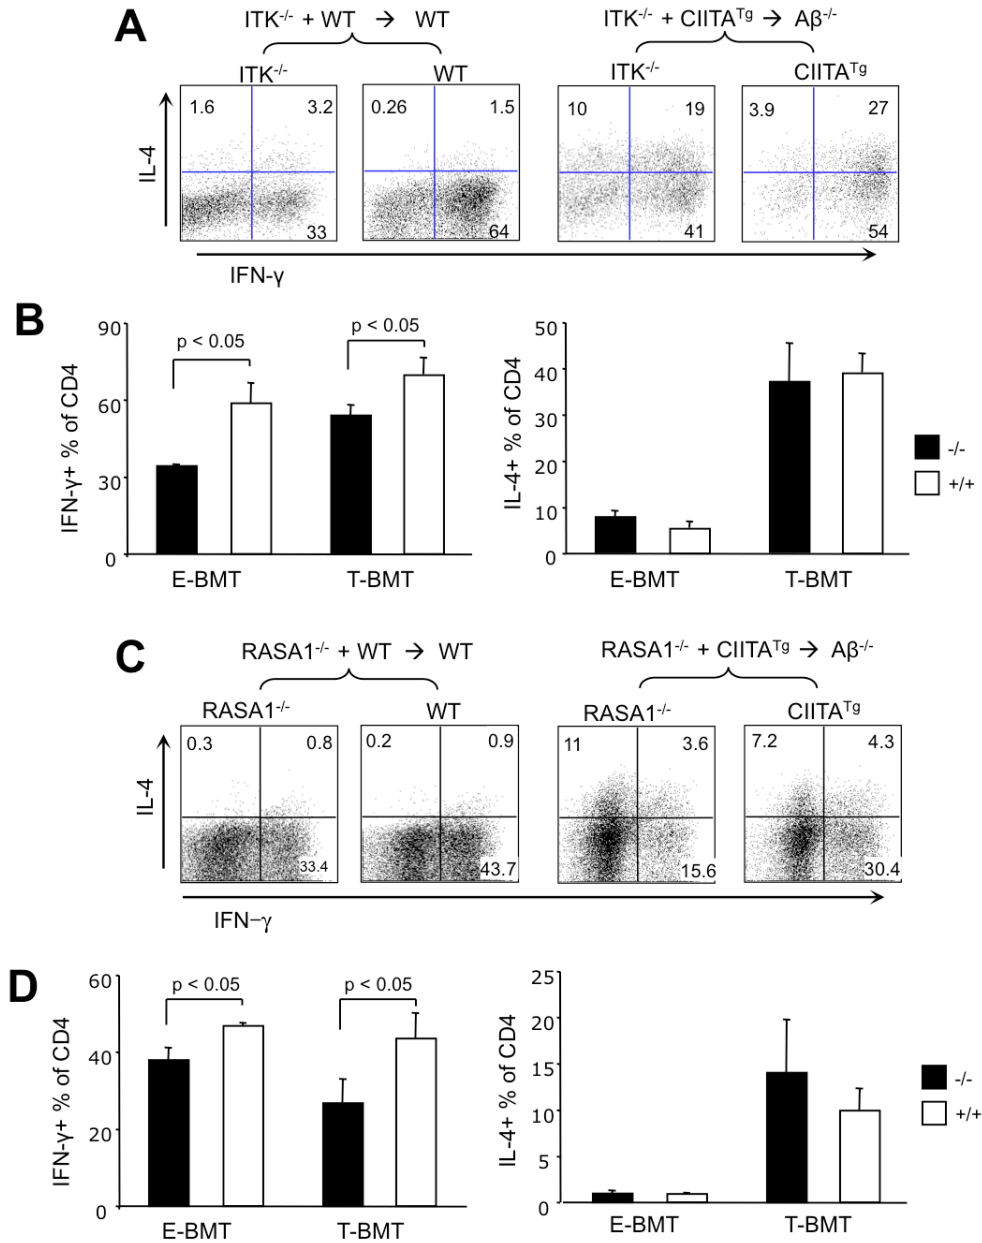 A
ITK-/- + WT → WT
ITK-/- + CIITATg → Aβ-/-
ITK-/-
WT
ITK-/-
CIITATg
1.6
3.2
0.26
1.5
10
19
3.9
27
IL-4
33
64
41
54
IFN-γ
B
90
60
30
0
IFN-γ+ % of CD4
p < 0.05
p < 0.05
E-BMT
T-BMT
50
40
30
20
10
0
IL-4+ % of CD4
E-BMT
T-BMT
-/-
+/+
C
RASA1-/- + WT → WT
RASA1-/- + CIITATg → Aβ-/-
RASA1-/-
WT
RASA1-/-
CIITATg
0.3
0.8
0.2
0.9
11
3.6
7.2
4.3
IL-4
33.4
43.7
15.6
30.4
IFN−γ
D
60
40
20
0
IFN-γ+ % of CD4
p < 0.05
p < 0.05
E-BMT
T-BMT
25
20
15
10
5
0
IL-4+ % of CD4
E-BMT
T-BMT
-/-
+/+